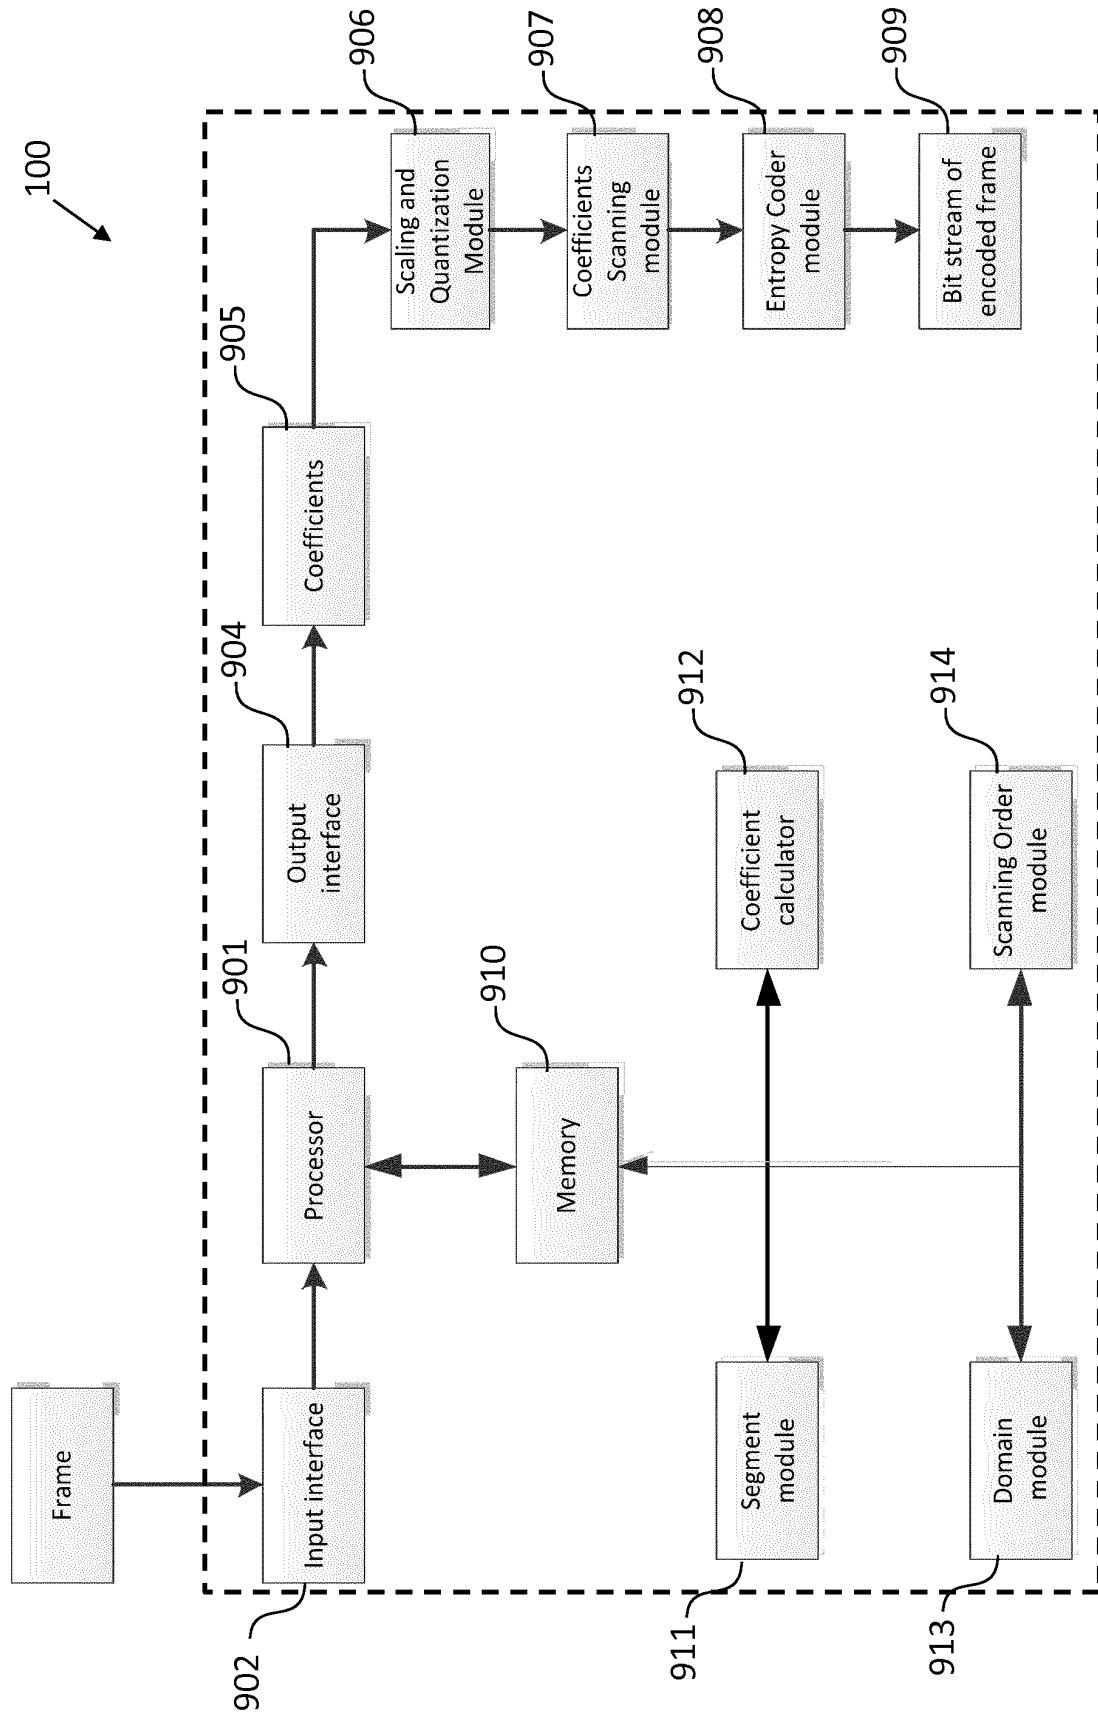 100
Frame
Input interface
902
Processor
901
Output
interface
904
Coefficients
905
Scaling and
Quantization
Module
906
Coefficients
Scanning
module
907
Entropy Coder
module
908
Bit stream of
encoded frame
909
Memory
910
Segment
module
911
Coefficient
calculator
912
Domain
module
913
Scanning Order
module
914